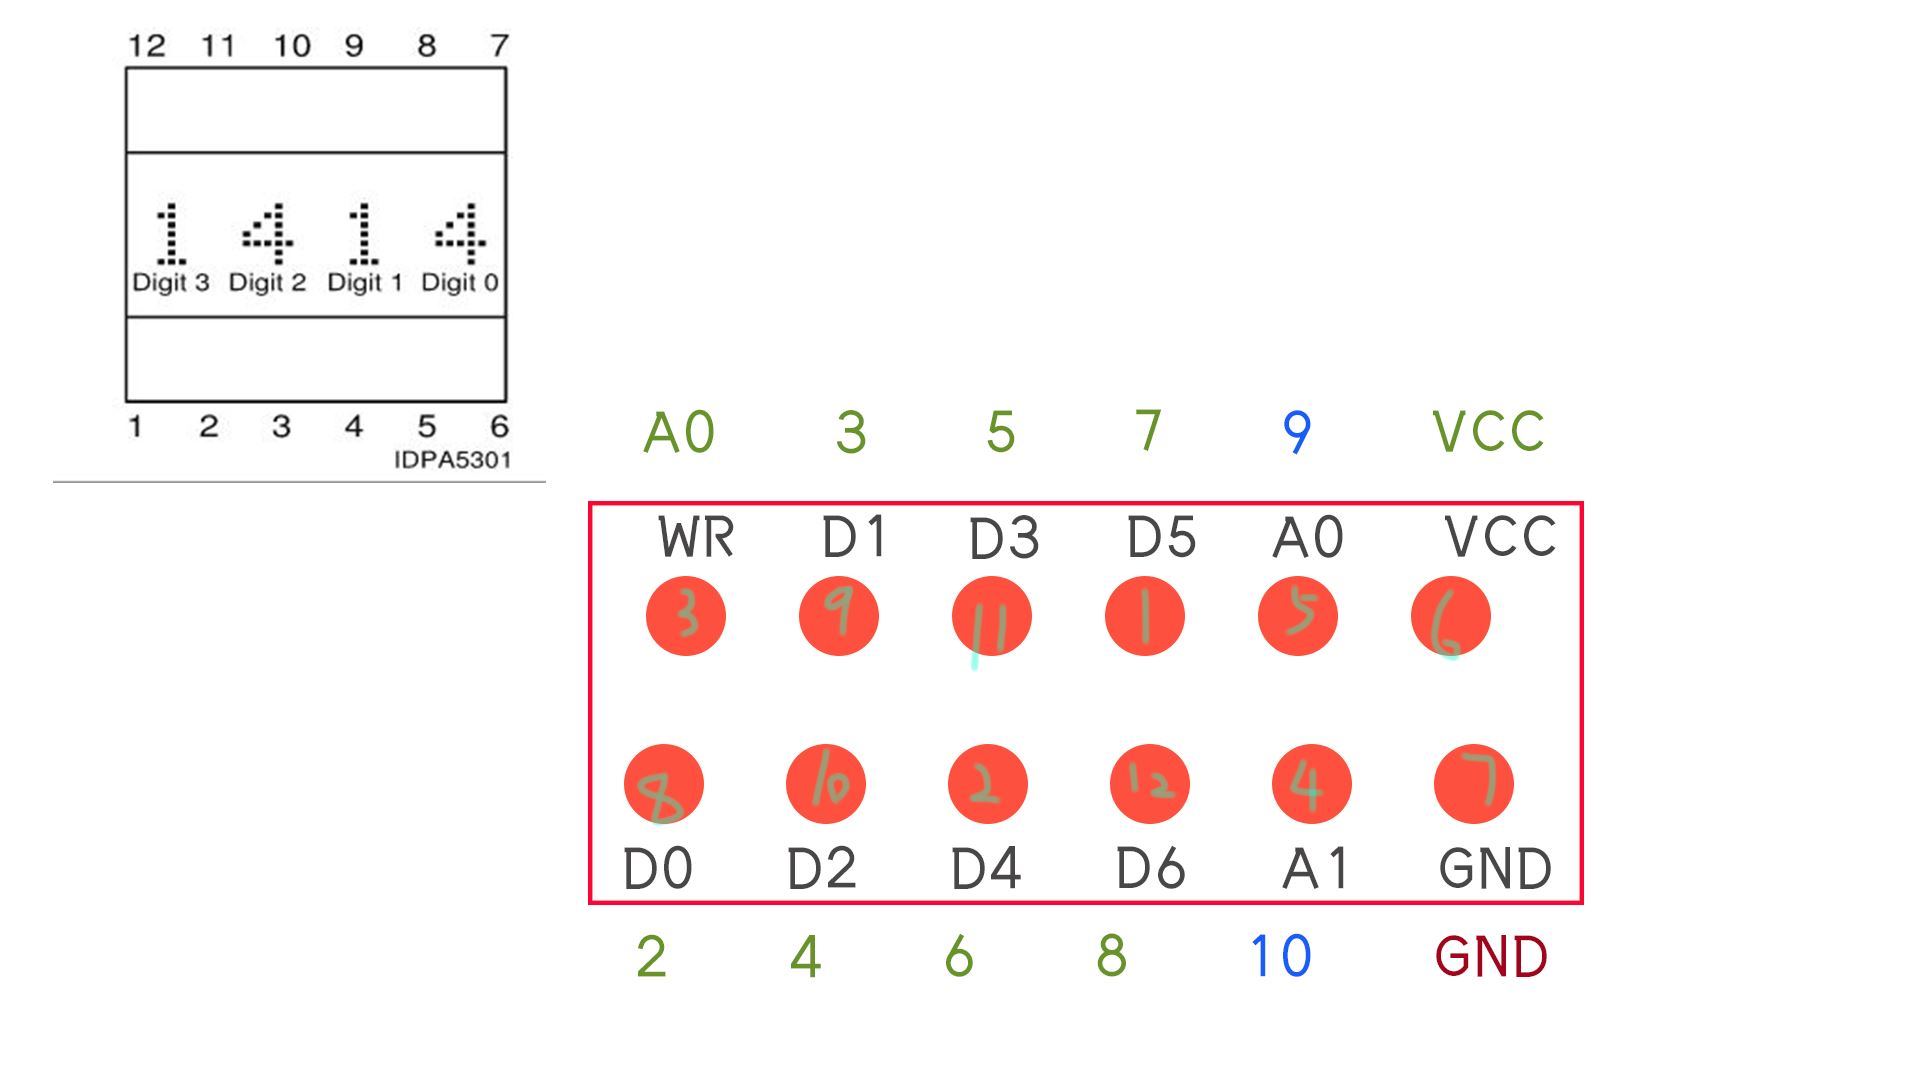 12 11 10 9 8 7
1 4 1 4
Digit 3 Digit 2 Digit 1 Digit 0
1 2 3 4 5 6
IDPA5301
A0 3 5 7 9 VCC
WR D1 D3 D5 A0 VCC
3 9 11 1 5 6
8 10 2 12 4 7
D0 D2 D4 D6 A1 GND
2 4 6 8 10 GND